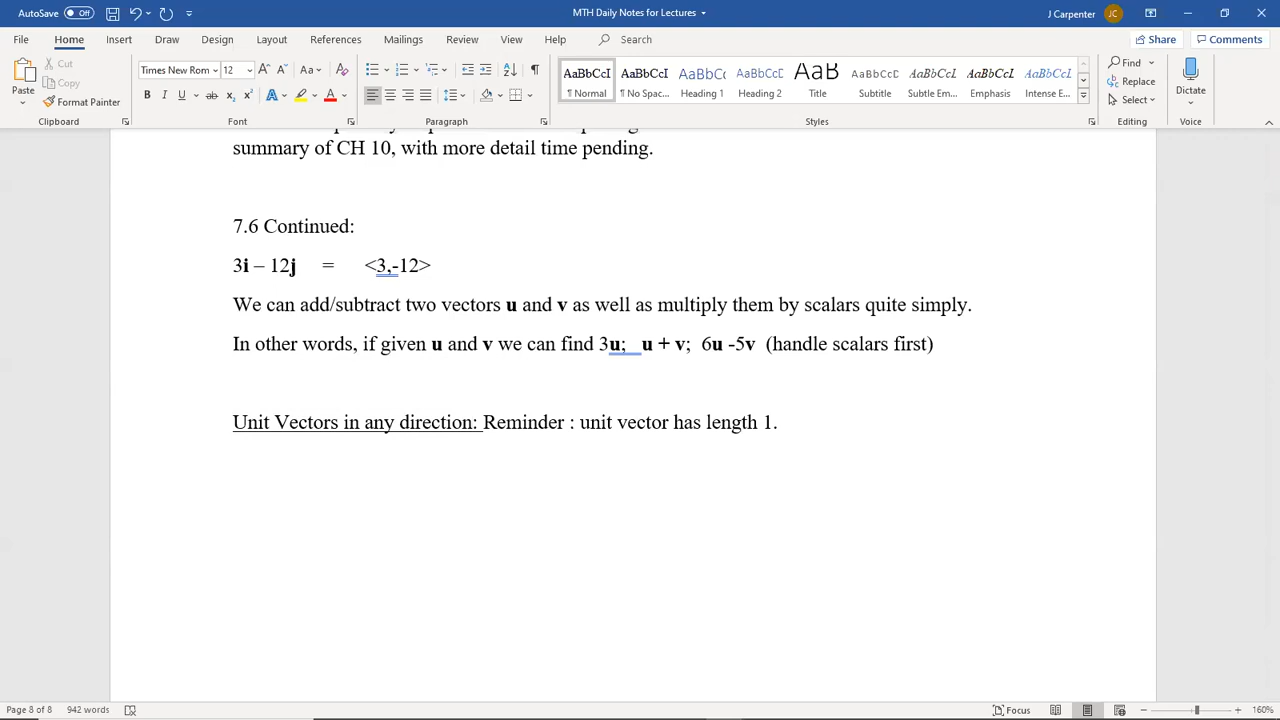 AutoSave Off MTH Daily Notes for Lectures J Carpenter JC
File Home Insert Draw Design Layout References Mailings Review View Help Search Share Comments
Paste Cut Copy Format Painter
Times New Rom 12 Aa
B I U ab x₂ x² A A
AaBbCcI AaBbCcI AaBbCc AaBbCcD AaB AaBbCcD AaBbCcI AaBbCcI AaBbCcI
¶ Normal ¶ No Spac... Heading 1 Heading 2 Title Subtitle Subtle Em... Emphasis Intense E...
Find Replace Select Dictate
Clipboard Font Paragraph Styles Editing Voice
summary of CH 10, with more detail time pending.
7.6 Continued:
3i – 12j = <3,-12>
We can add/subtract two vectors u and v as well as multiply them by scalars quite simply.
In other words, if given u and v we can find 3u; u + v; 6u -5v (handle scalars first)
Unit Vectors in any direction: Reminder : unit vector has length 1.
Page 8 of 8 942 words Focus 160%